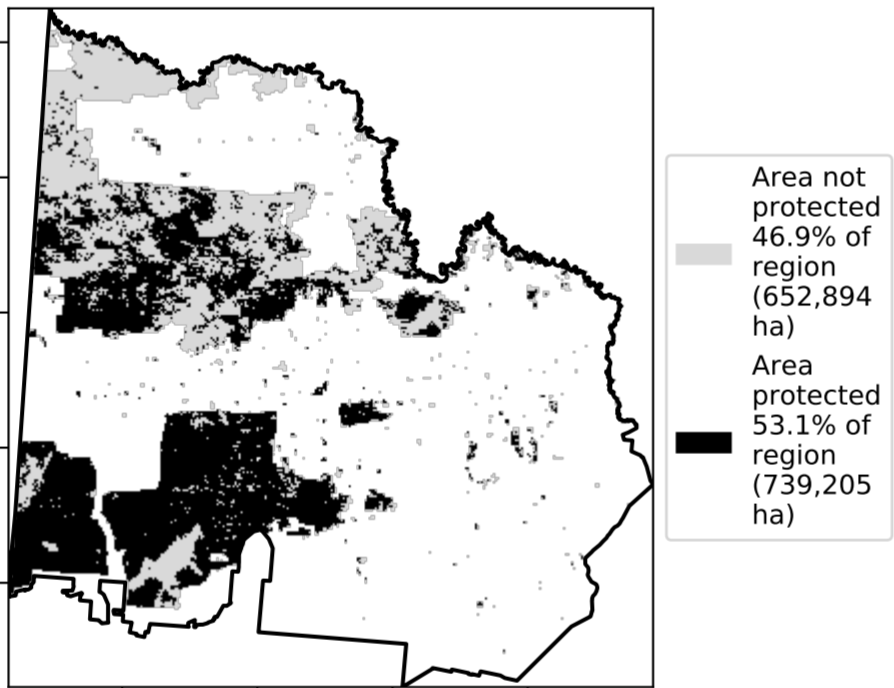 Area not
protected
46.9% of
region
(652,894
ha)
Area
protected
53.1% of
region
(739,205
ha)